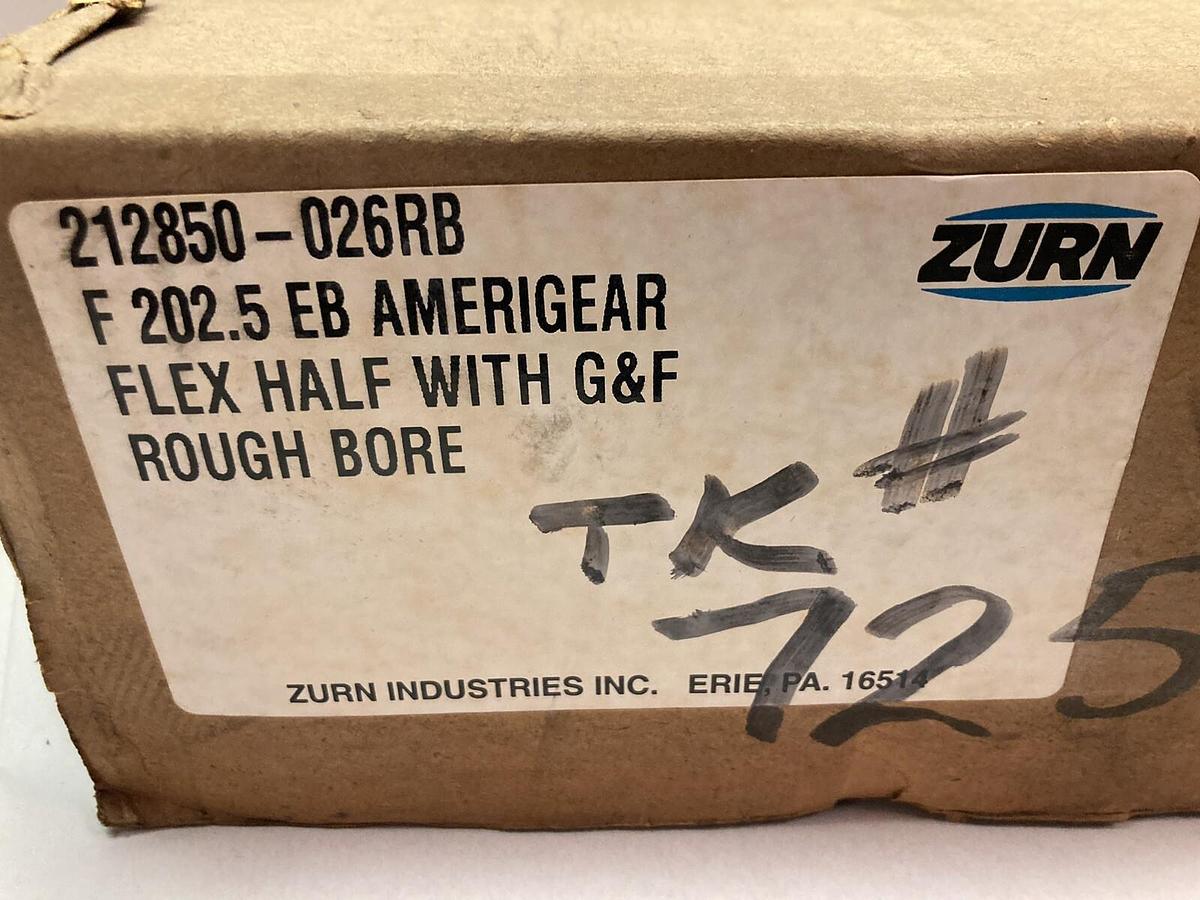 212850-026RB
F 202.5 EB AMERIGEAR
FLEX HALF WITH G&F
ROUGH BORE
ZURN
TK #
725
ZURN INDUSTRIES INC. ERIE, PA. 16514